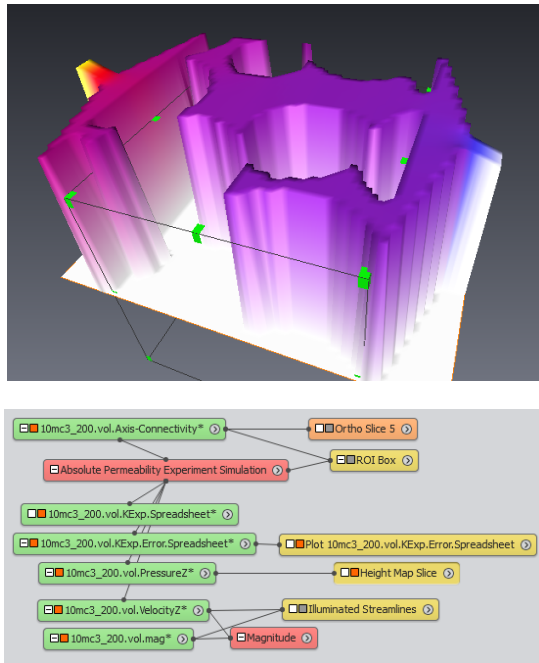 10mc3_200.vol.Axis-Connectivity*
Ortho Slice 5
ROI Box
Absolute Permeability Experiment Simulation
10mc3_200.vol.KExp.Spreadsheet*
10mc3_200.vol.KExp.Error.Spreadsheet*
Plot 10mc3_200.vol.KExp.Error.Spreadsheet
10mc3_200.vol.PressureZ*
Height Map Slice
10mc3_200.vol.VelocityZ*
Illuminated Streamlines
10mc3_200.vol.mag*
Magnitude